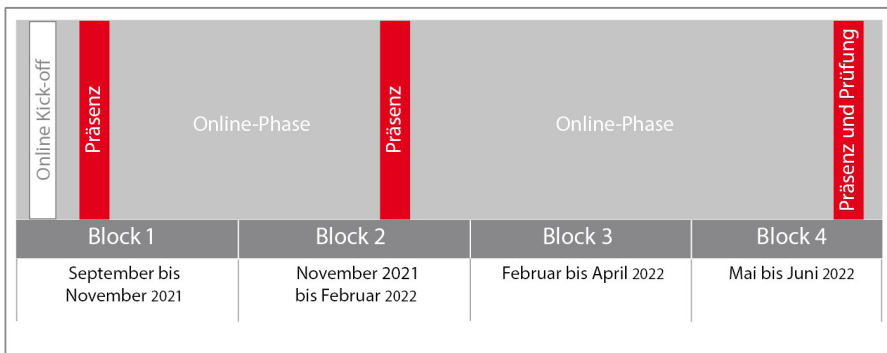 Online Kick-off
Präsenz
Online-Phase
Präsenz
Online-Phase
Präsenz und Prüfung
Block 1
Block 2
Block 3
Block 4
September bis
November 2021
November 2021
bis Februar 2022
Februar bis April 2022
Mai bis Juni 2022